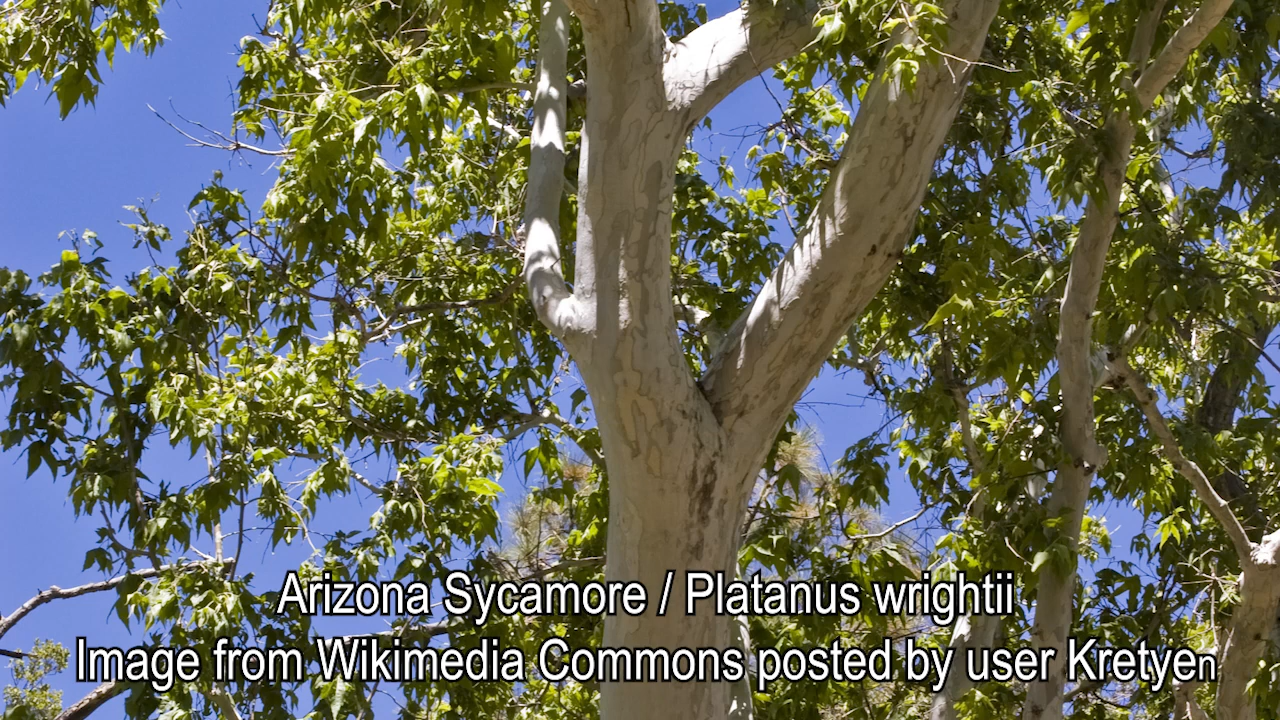 Arizona Sycamore / Platanus wrightii
Image from Wikimedia Commons posted by user Kretyen